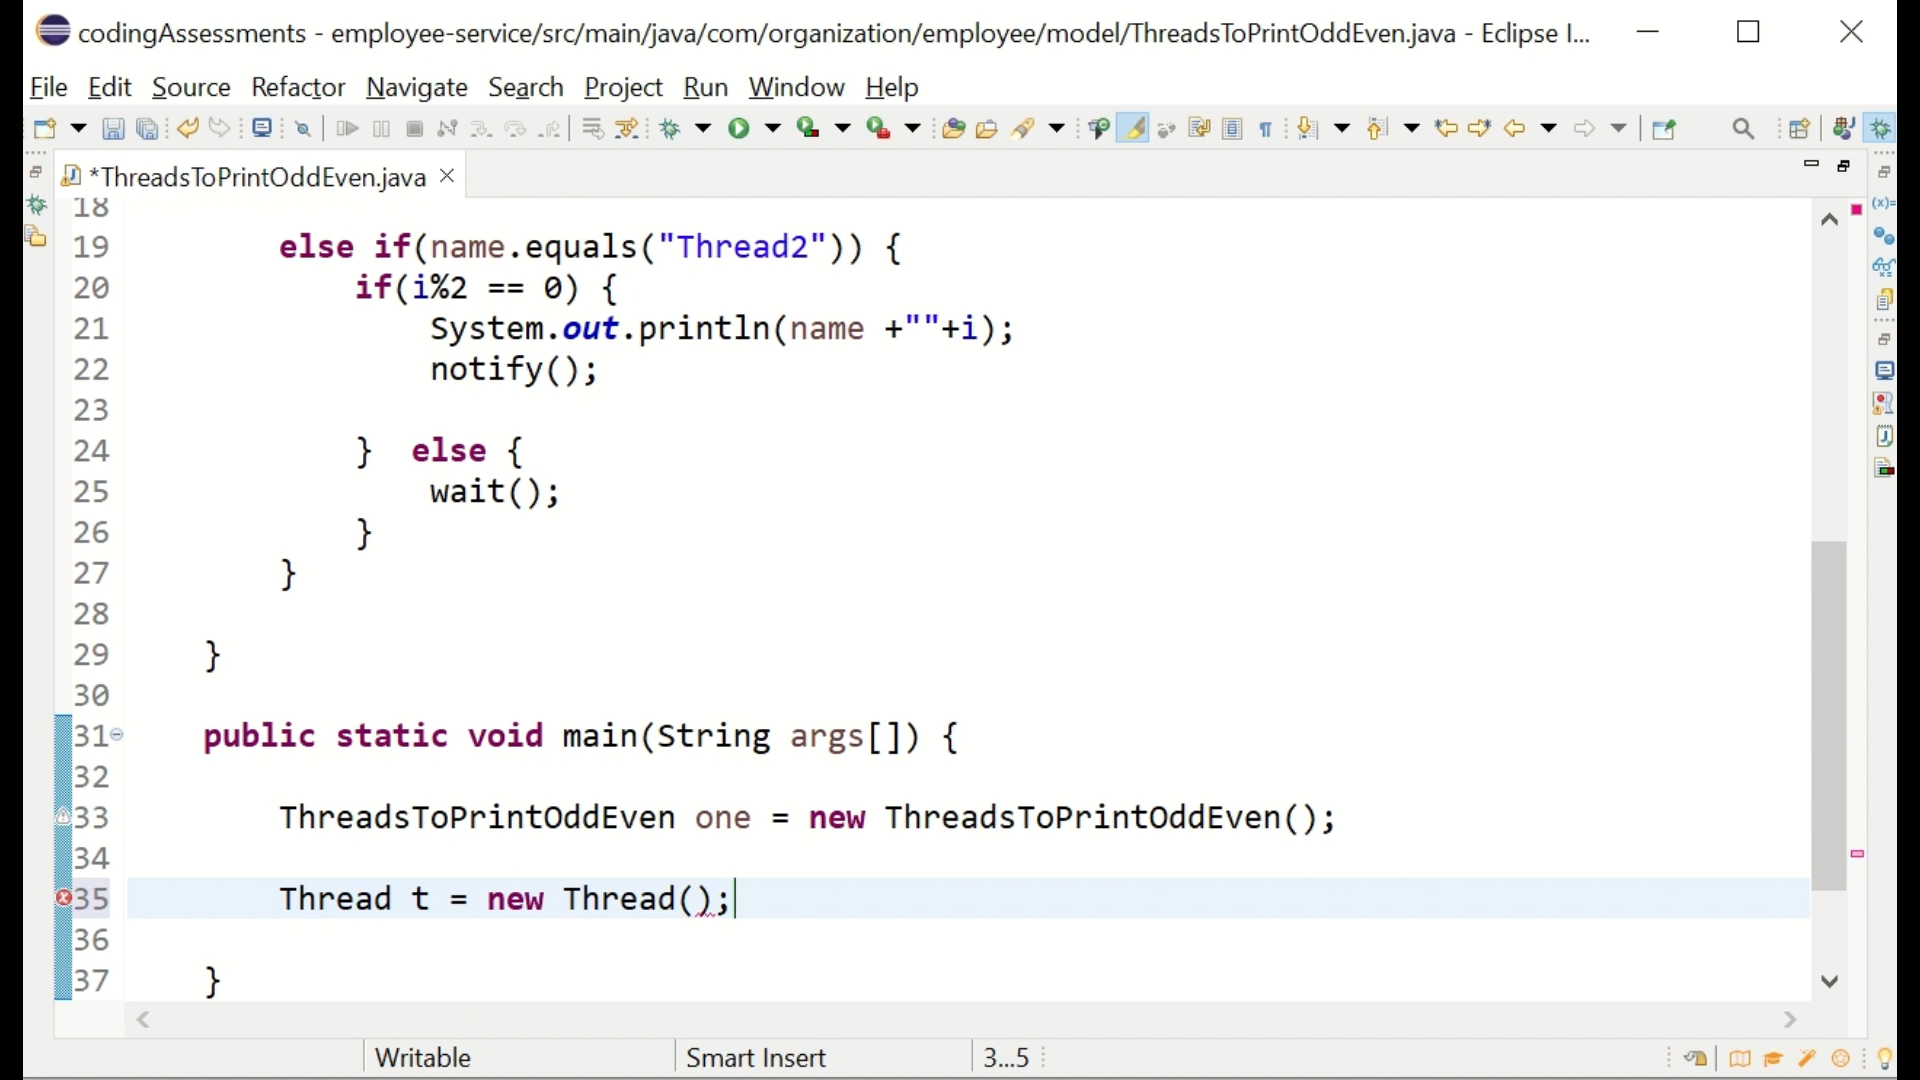 codingAssessments - employee-service/src/main/java/com/organization/employee/model/ThreadsToPrintOddEven.java - Eclipse I...
File Edit Source Refactor Navigate Search Project Run Window Help
*ThreadsToPrintOddEven.java
18
19 else if(name.equals("Thread2")) {
20 if(i%2 == 0) {
21 System.out.println(name +""+i);
22 notify();
23
24 } else {
25 wait();
26 }
27 }
28
29 }
30
31 public static void main(String args[]) {
32
33 ThreadsToPrintOddEven one = new ThreadsToPrintOddEven();
34
35 Thread t = new Thread();
36
37 }
Writable Smart Insert 3...5